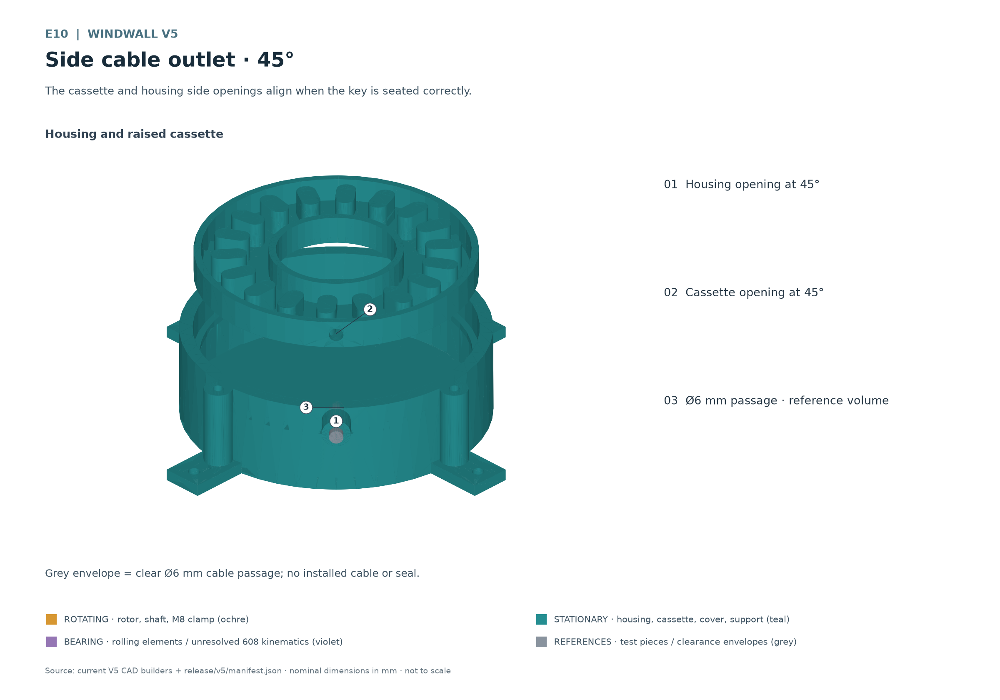 E10 | WINDWALL V5
Side cable outlet · 45°
The cassette and housing side openings align when the key is seated correctly.
Housing and raised cassette
01 Housing opening at 45°
02 Cassette opening at 45°
03 Ø6 mm passage · reference volume
2
3
1
Grey envelope = clear Ø6 mm cable passage; no installed cable or seal.
ROTATING · rotor, shaft, M8 clamp (ochre)
STATIONARY · housing, cassette, cover, support (teal)
BEARING · rolling elements / unresolved 608 kinematics (violet)
REFERENCES · test pieces / clearance envelopes (grey)
Source: current V5 CAD builders + release/v5/manifest.json · nominal dimensions in mm · not to scale